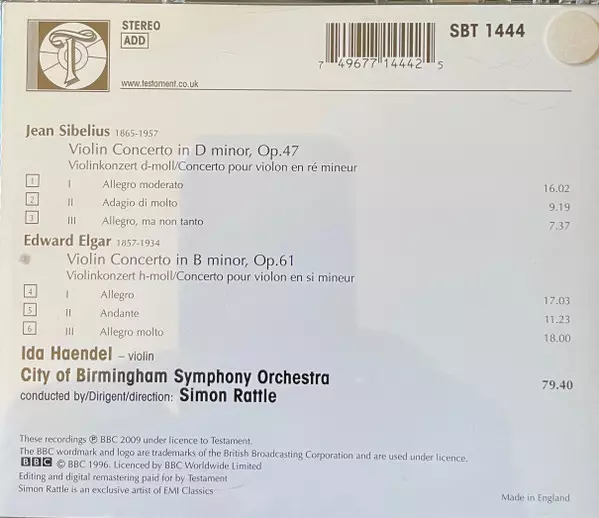 STEREO
ADD
www.testament.co.uk
SBT 1444
7 49677 14442 5
Jean Sibelius 1865-1957
Violin Concerto in D minor, Op.47
Violinkonzert d-moll/Concerto pour violon en ré mineur
1 I Allegro moderato 16.02
2 II Adagio di molto 9.19
3 III Allegro, ma non tanto 7.37
Edward Elgar 1857-1934
Violin Concerto in B minor, Op.61
Violinkonzert h-moll/Concerto pour violon en si mineur
4 I Allegro 17.03
5 II Andante 11.23
6 III Allegro molto 18.00
Ida Haendel – violin
City of Birmingham Symphony Orchestra 79.40
conducted by/Dirigent/direction: Simon Rattle
These recordings ℗ BBC 2009 under licence to Testament.
The BBC wordmark and logo are trademarks of the British Broadcasting Corporation and are used under licence.
BBC © BBC 1996. Licenced by BBC Worldwide Limited
Editing and digital remastering paid for by Testament
Simon Rattle is an exclusive artist of EMI Classics
Made in England